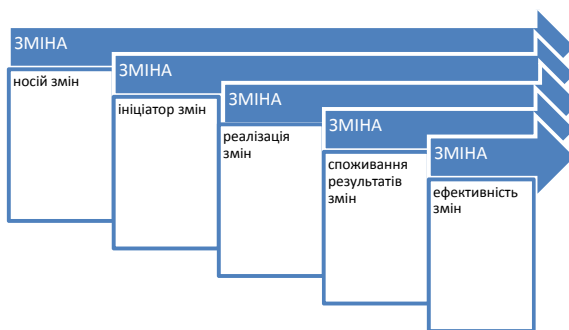 ЗМІНА
носій змін
ЗМІНА
ініціатор змін
ЗМІНА
реалізація
змін
ЗМІНА
споживання
результатів
змін
ЗМІНА
ефективність
змін